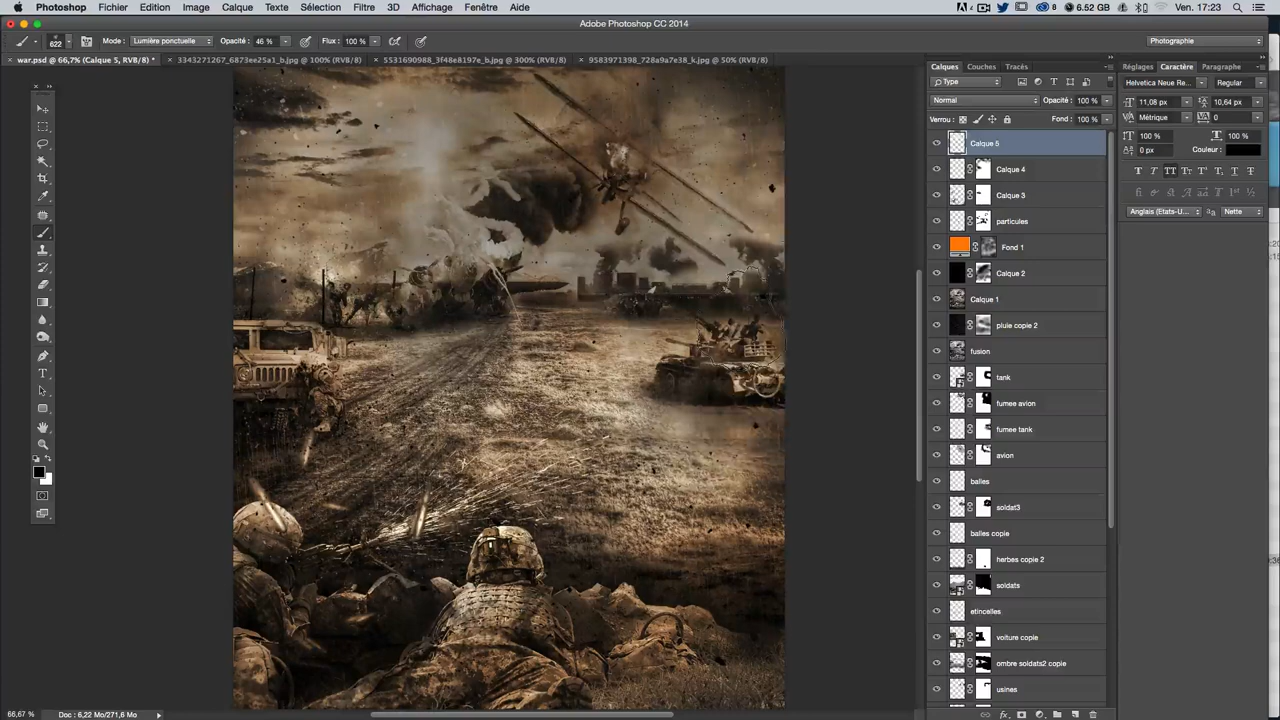 Photoshop Fichier Edition Image Calque Texte Sélection Filtre 3D Affichage Fenêtre Aide 8 6.52 GB Ven. 17:23
Adobe Photoshop CC 2014
622 Mode : Lumière ponctuelle Opacité : 46 % Flux : 100 % Photographie
war.psd @ 66,7% (Calque 5, RVB/8) * 3343271267_6873ee25a1_b.jpg @ 100% (RVB/8) 5531690988_3f48e8197e_b.jpg @ 300% (RVB/8) 9583971398_728a9a7e38_k.jpg @ 50% (RVB/8)
Calques Couches Tracés Réglages Caractère Paragraphe
Type Helvetica Neue Re... Regular
Normal Opacité : 100 % 11,08 px 10,64 px
Verrou : Fond : 100 % Métrique 0
100 % 100 %
0 px Couleur :
Calque 5
Calque 4
Calque 3
Anglais (Etats-U... Nette
particules
Fond 1
Calque 2
Calque 1
pluie copie 2
fusion
tank
fumee avion
fumee tank
avion
balles
soldat3
balles copie
herbes copie 2
soldats
etincelles
voiture copie
ombre soldats2 copie
usines
66,67 % Doc : 6,22 Mo/271,6 Mo